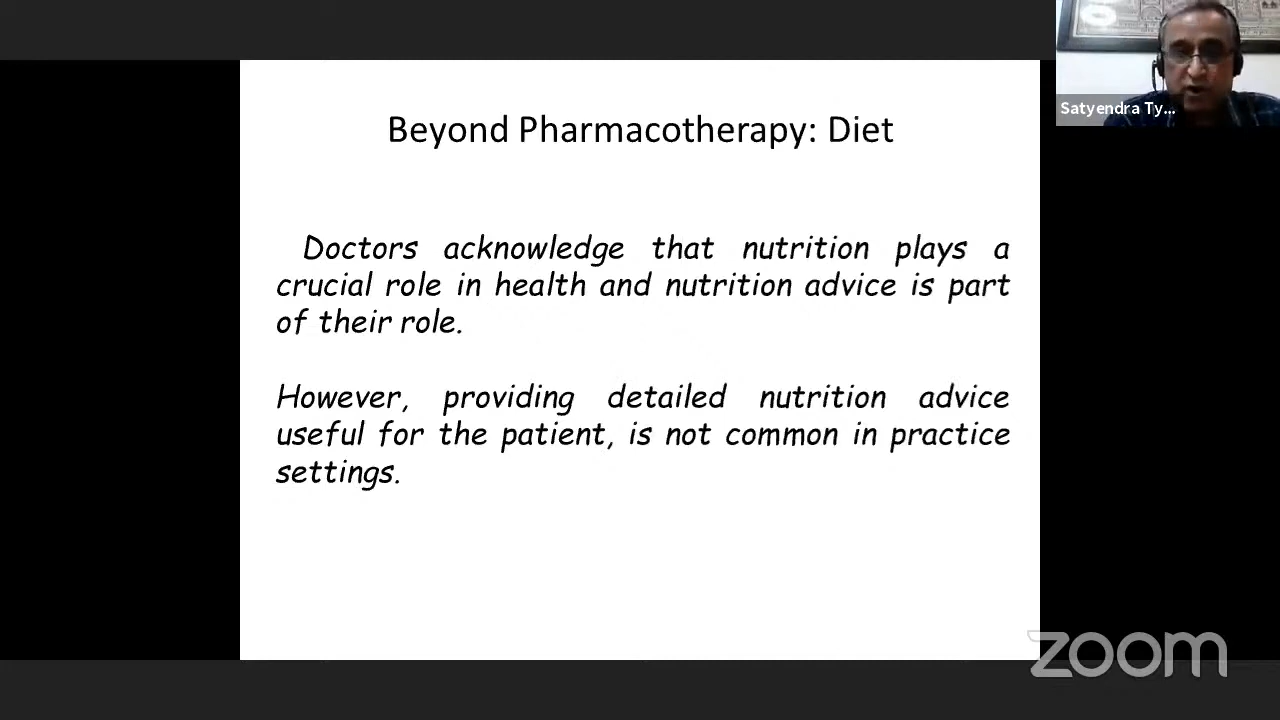 Satyendra Ty...
Beyond Pharmacotherapy: Diet
Doctors acknowledge that nutrition plays a
crucial role in health and nutrition advice is part
of their role.
However, providing detailed nutrition advice
useful for the patient, is not common in practice
settings.
zoom